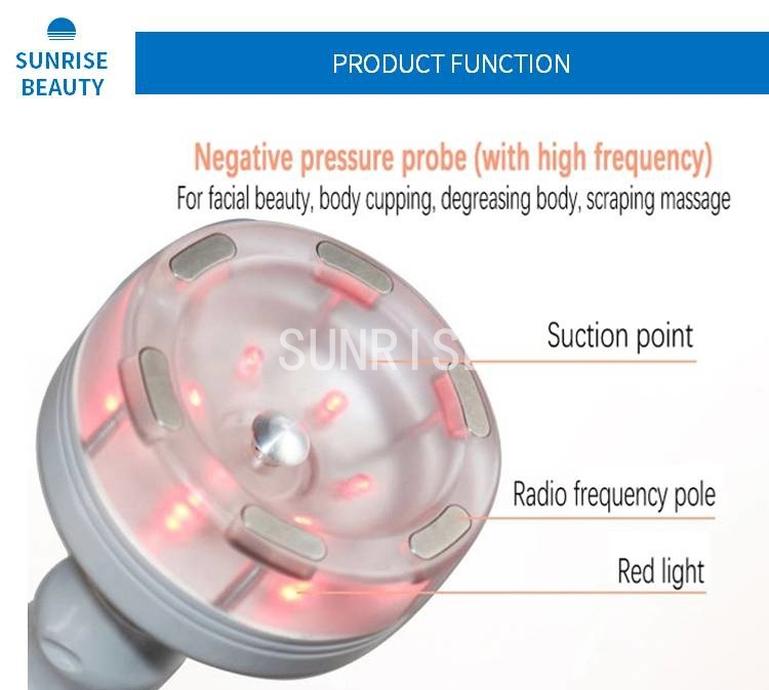 SUNRISE
BEAUTY
PRODUCT FUNCTION
Negative pressure probe (with high frequency)
For facial beauty, body cupping, degreasing body, scraping massage
SUNRISE
Suction point
Radio frequency pole
Red light